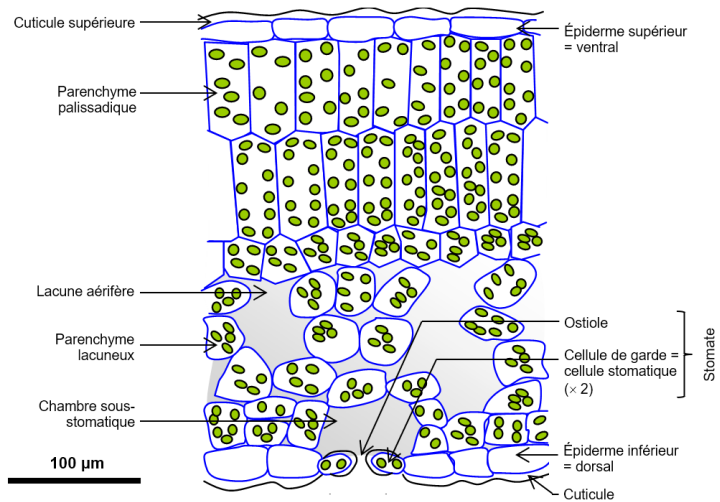 Cuticule supérieure
Épiderme supérieur
= ventral
Parenchyme
palissadique
Lacune aérifère
Ostiole
Parenchyme
lacuneux
Cellule de garde =
cellule stomatique
(× 2)
Stomate
Chambre sous-
stomatique
Épiderme inférieur
= dorsal
100 µm
Cuticule